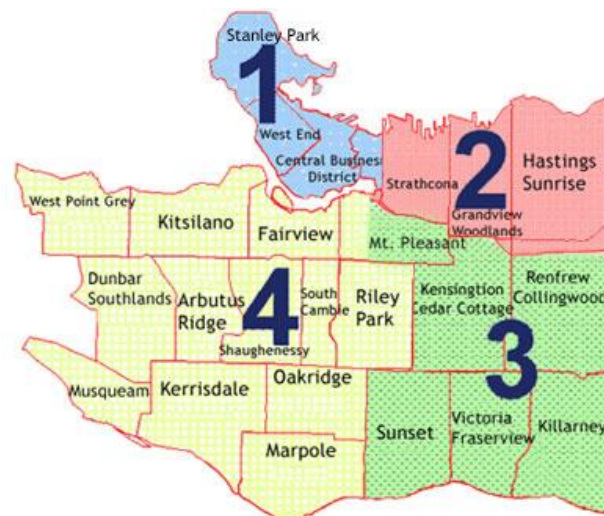 Stanley Park
1
West End
Central Business
District
Strathcona
2
Hastings
Sunrise
Grandview
Woodlands
West Point Grey
Kitsilano
Fairview
Mt. Pleasant
Dunbar
Southlands
Arbutus
Ridge
4
Shaughenessy
South
Camble
Riley
Park
Kensington
Cedar Cottage
Renfrew
Collingwood
3
Musqueam
Kerrisdale
Oakridge
Marpole
Sunset
Victoria
Fraserview
Killarney